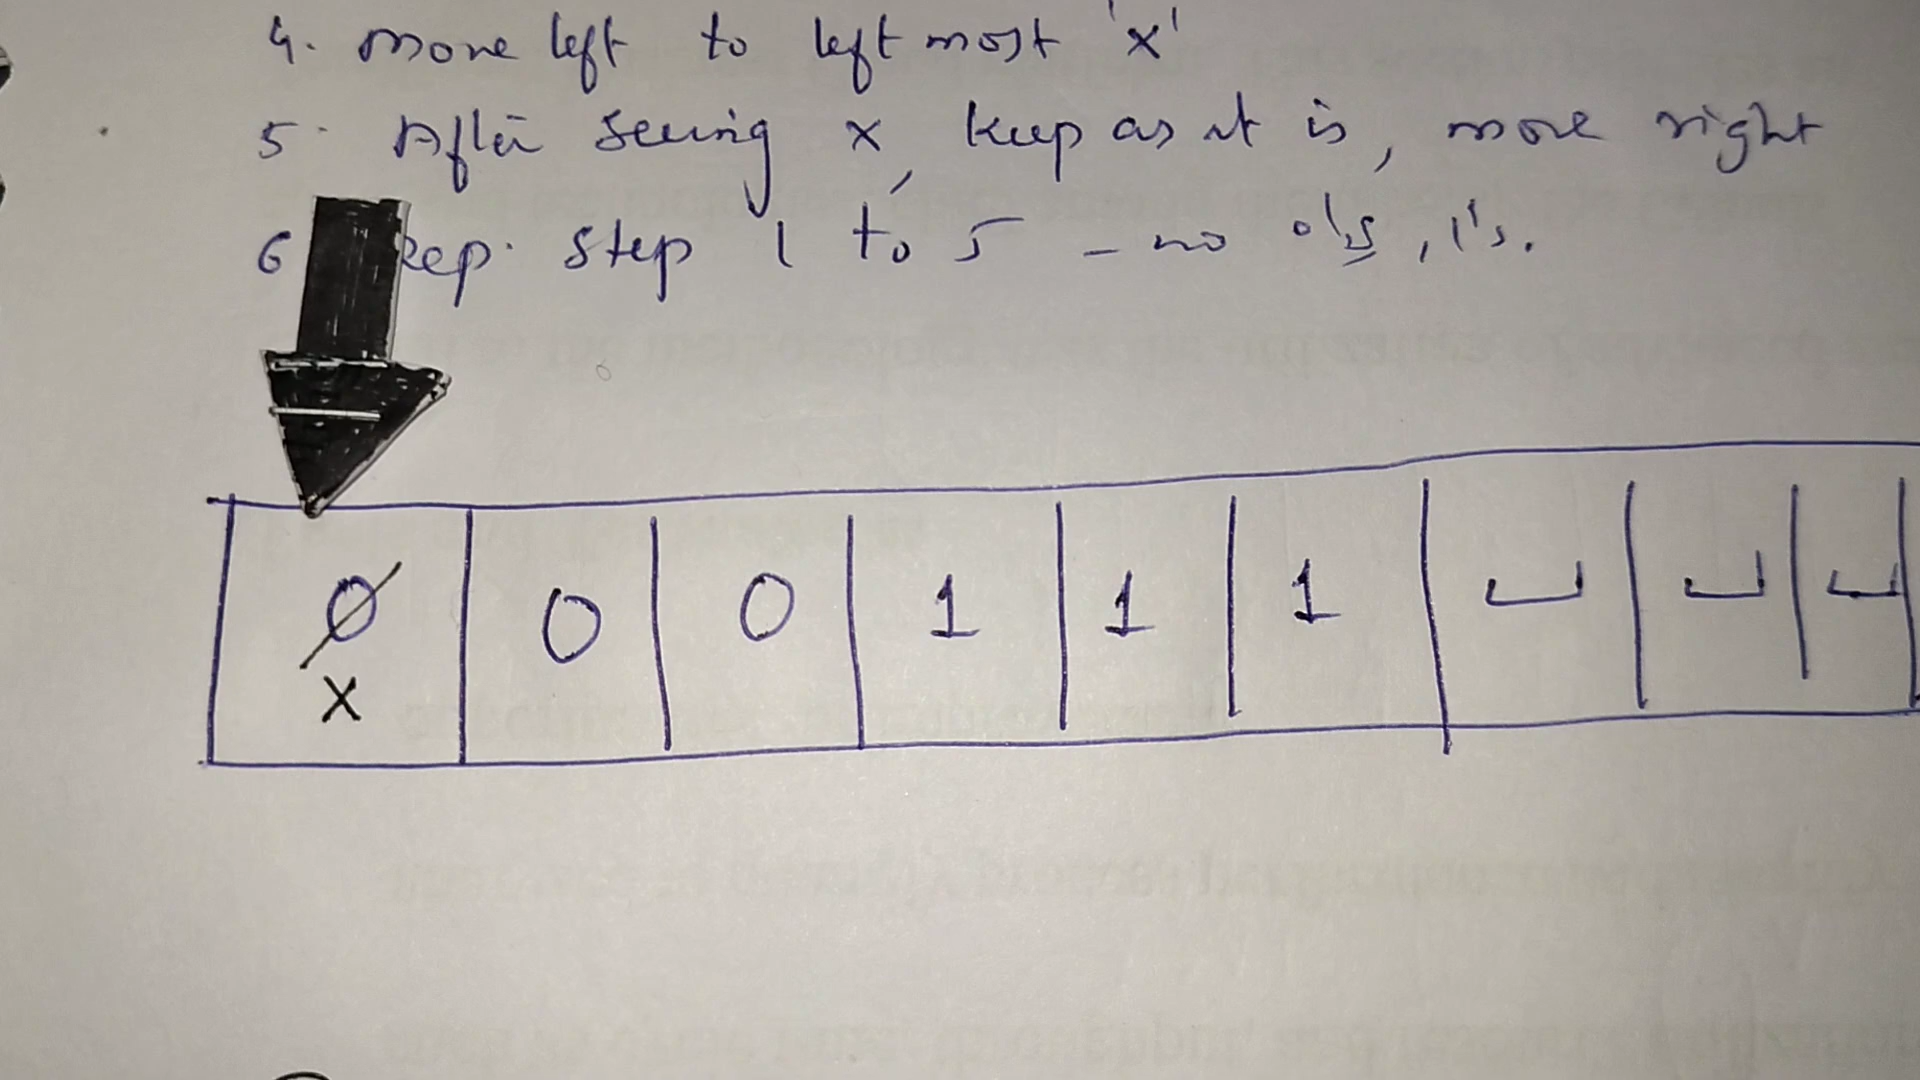 4. Move left to left most 'x'
5. After seeing x, keep as it is, move right
6 Rep. step 1 to 5 - no 0's, 1's.
0 0 0 1 1 1 ⊔ ⊔ ⊔
X